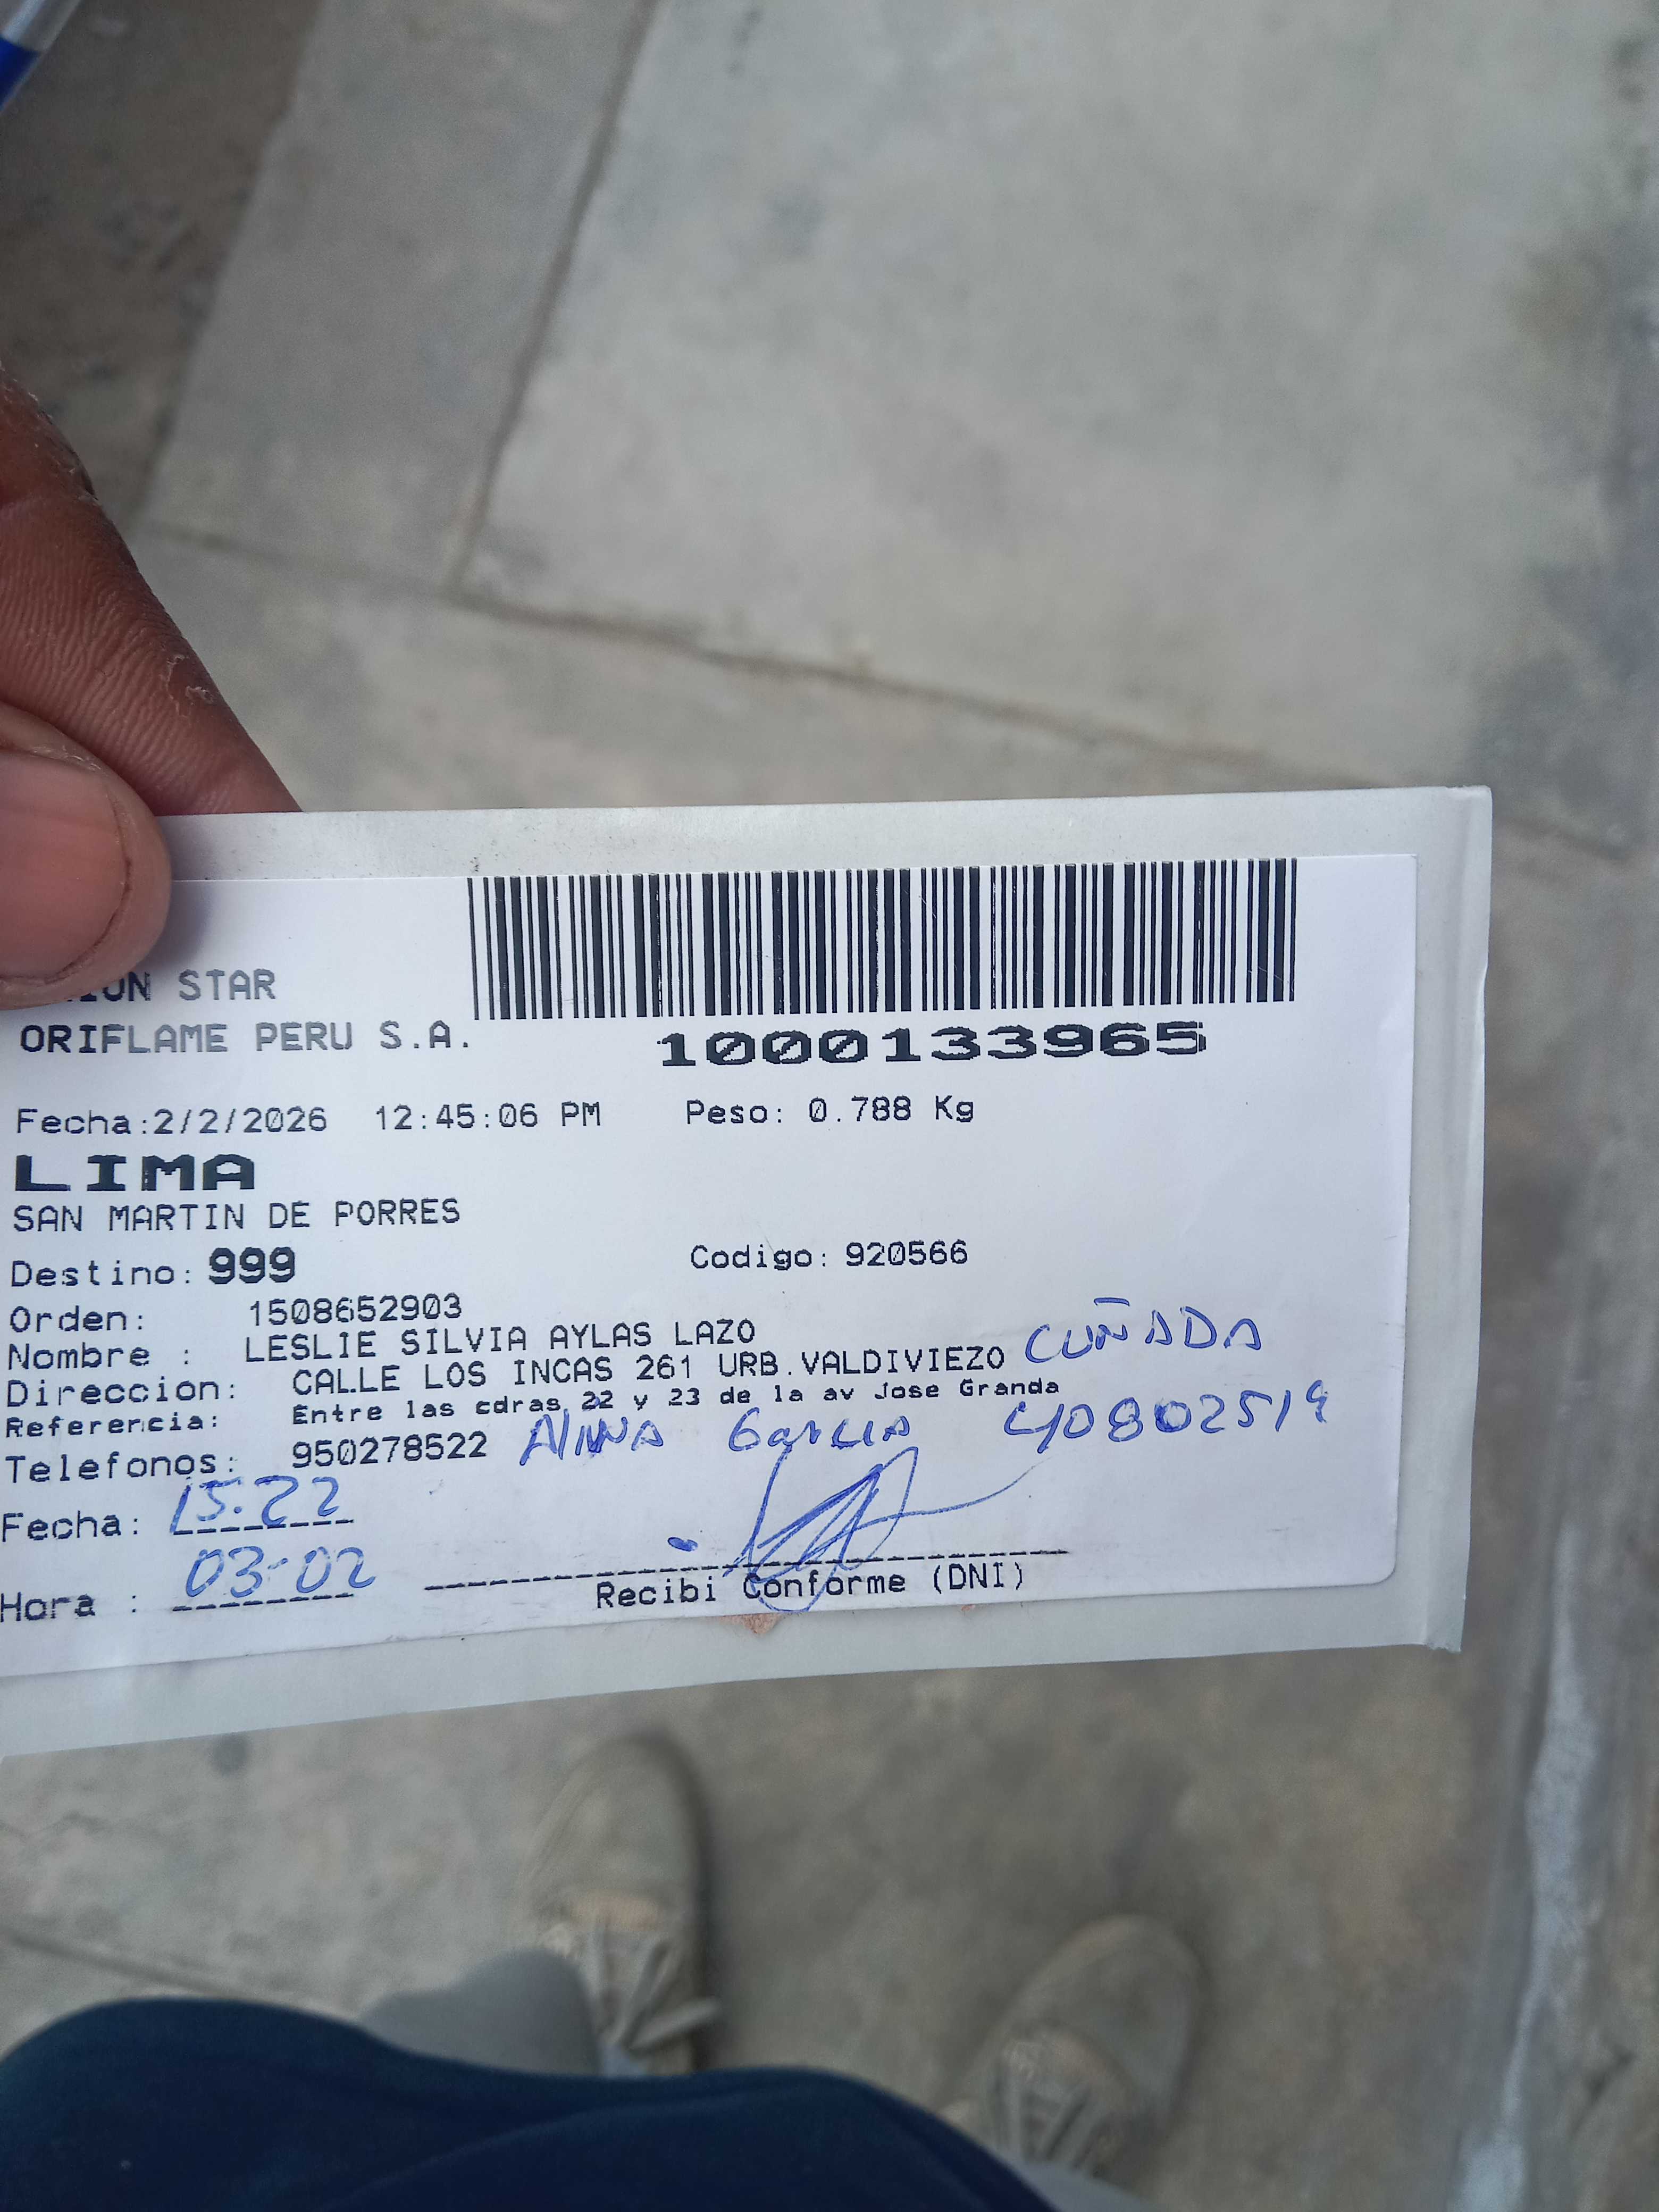 STAR
ORIFLAME PERU S.A.
1000133965
Fecha:2/2/2026 12:45:06 PM Peso: 0.788 Kg
LIMA
SAN MARTIN DE PORRES
Destino: 999 Codigo: 920566
Orden: 1508652903
Nombre : LESLIE SILVIA AYLAS LAZO
Direccion: CALLE LOS INCAS 261 URB.VALDIVIEZO CUÑADA
Referencia: Entre las cdras 22 y 23 de la av Jose Granda
Telefonos: 950278522 Garcia 40802519
Fecha: 15:22
Hora : 03-02
Recibi Conforme (DNI)